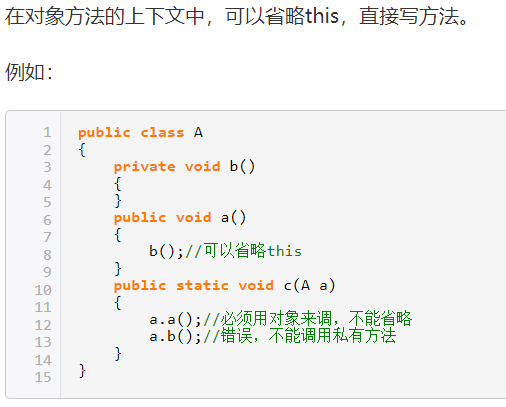 在对象方法的上下文中，可以省略this，直接写方法。
例如：
1 public class A
2 {
3 private void b()
4 {
5 }
6 public void a()
7 {
8 b();//可以省略this
9 }
10 public static void c(A a)
11 {
12 a.a();//必须用对象来调，不能省略
13 a.b();//错误，不能调用私有方法
14 }
15 }